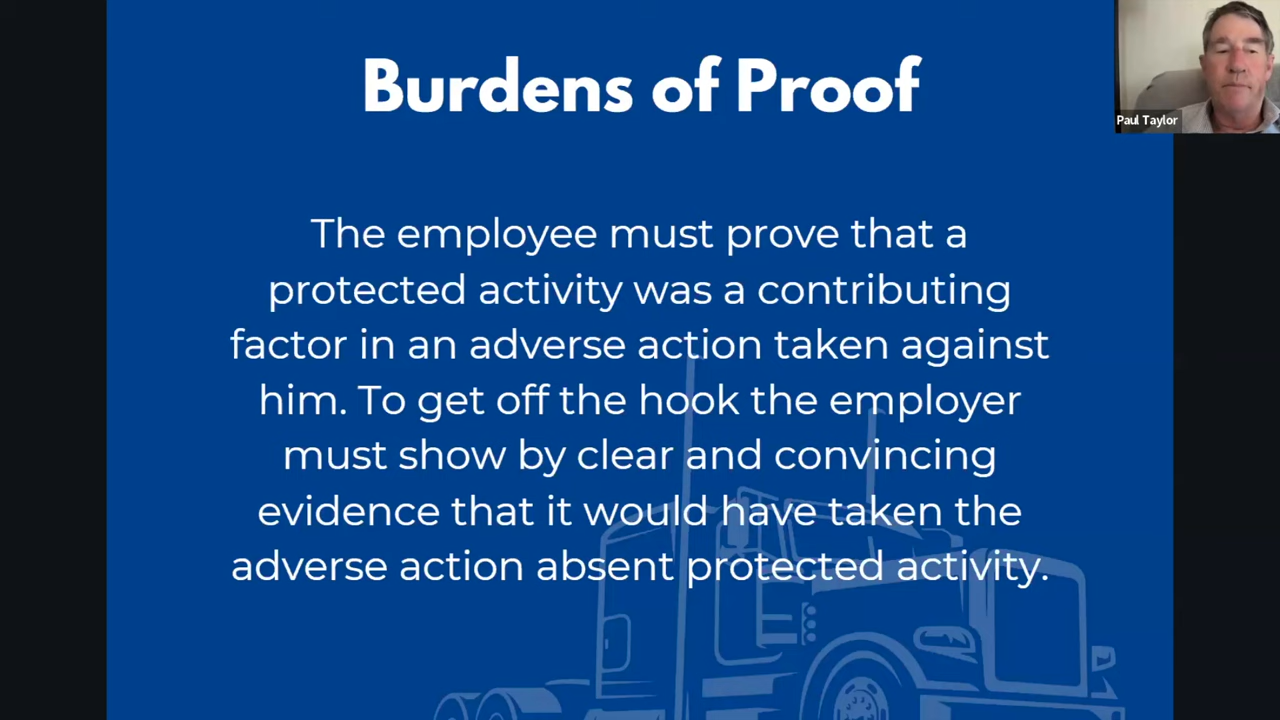 Burdens of Proof
Paul Taylor
The employee must prove that a
protected activity was a contributing
factor in an adverse action taken against
him. To get off the hook the employer
must show by clear and convincing
evidence that it would have taken the
adverse action absent protected activity.